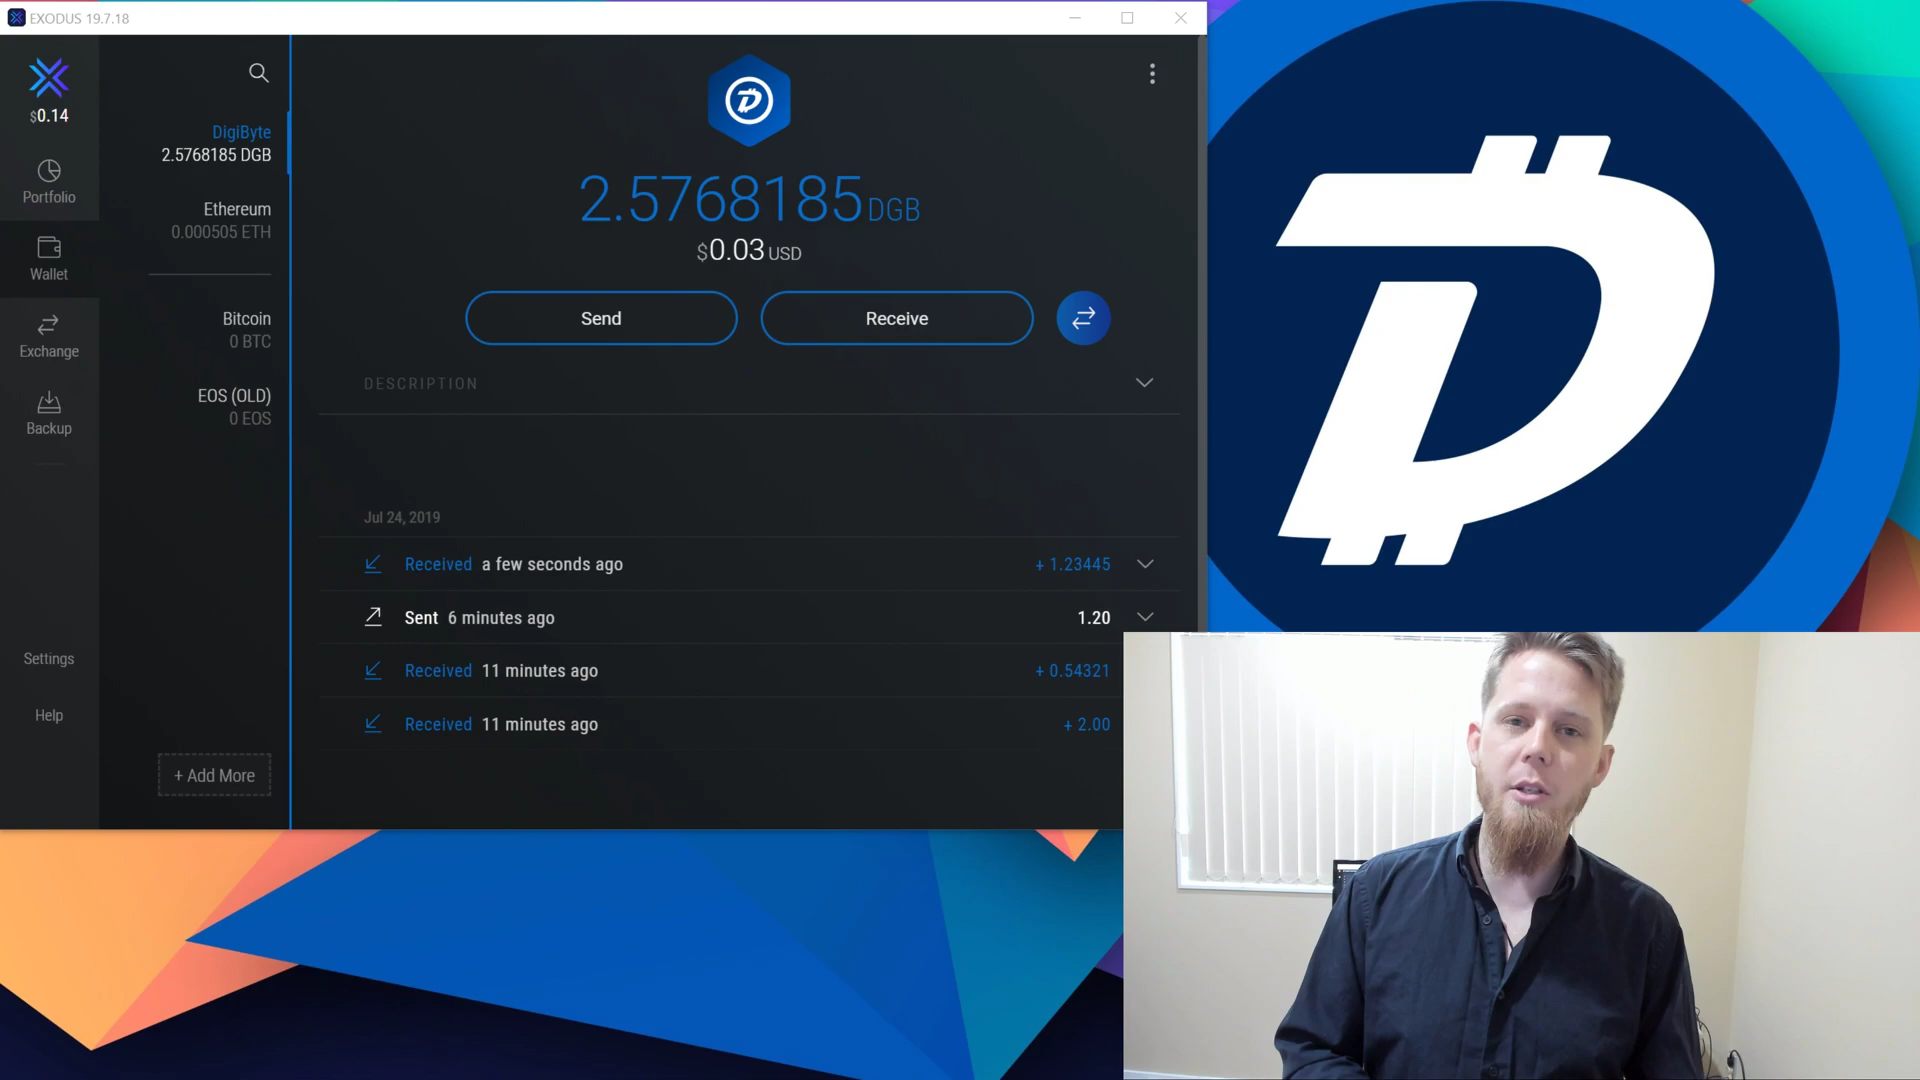 EXODUS 19.7.18
$0.14
Portfolio
Wallet
Exchange
Backup
Settings
Help
DigiByte
2.5768185 DGB
Ethereum
0.000505 ETH
Bitcoin
0 BTC
EOS (OLD)
0 EOS
+ Add More
2.5768185 DGB
$0.03 USD
Send
Receive
DESCRIPTION
Jul 24, 2019
Received a few seconds ago + 1.23445
Sent 6 minutes ago 1.20
Received 11 minutes ago + 0.54321
Received 11 minutes ago + 2.00